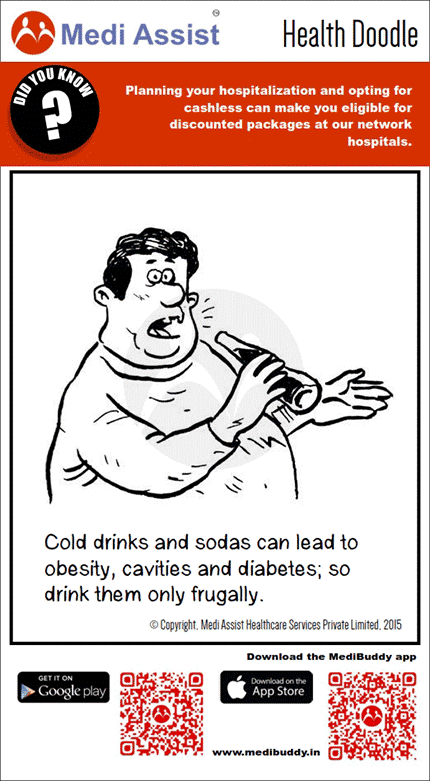 Medi Assist
Health Doodle
DID YOU KNOW
?
Planning your hospitalization and opting for
cashless can make you eligible for
discounted packages at our network
hospitals.
Cold drinks and sodas can lead to
obesity, cavities and diabetes; so
drink them only frugally.
© Copyright, Medi Assist Healthcare Services Private Limited, 2015
Download the MediBuddy app
GET IT ON
Google play
Download on the
App Store
www.medibuddy.in